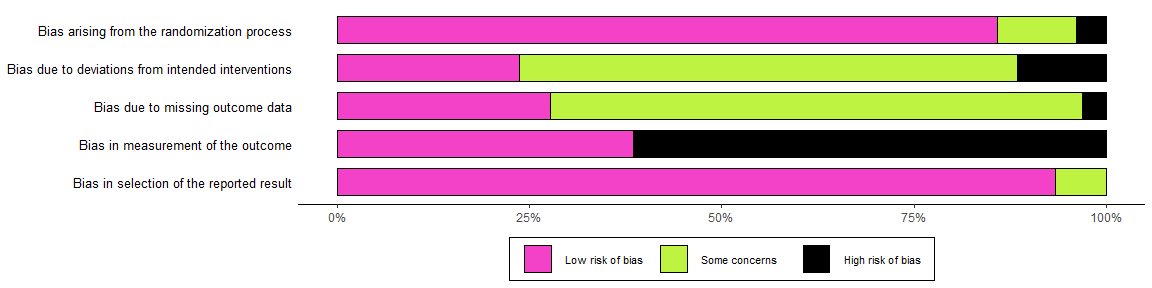 Bias arising from the randomization process
Bias due to deviations from intended interventions
Bias due to missing outcome data
Bias in measurement of the outcome
Bias in selection of the reported result
0% 25% 50% 75% 100%
Low risk of bias Some concerns High risk of bias